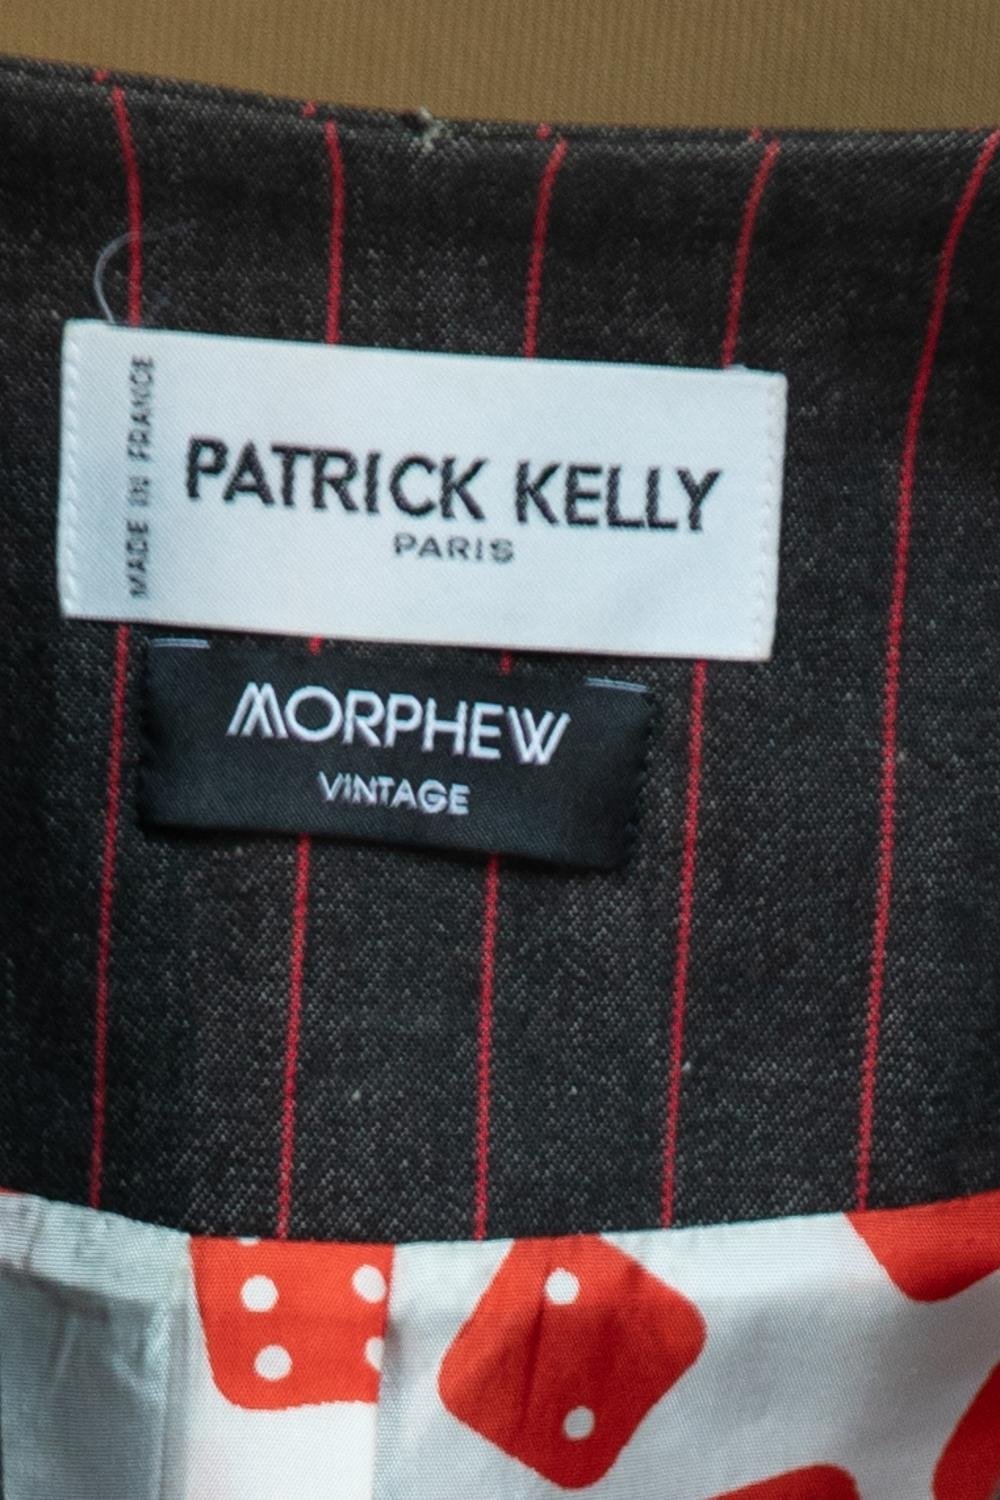 MADE IN FRANCE
PATRICK KELLY
PARIS
MORPHEW
VINTAGE